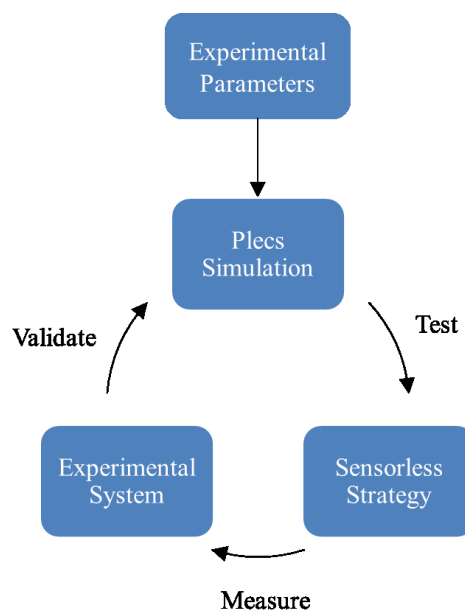 Experimental
Parameters
Plecs
Simulation
Validate
Test
Experimental
System
Sensorless
Strategy
Measure